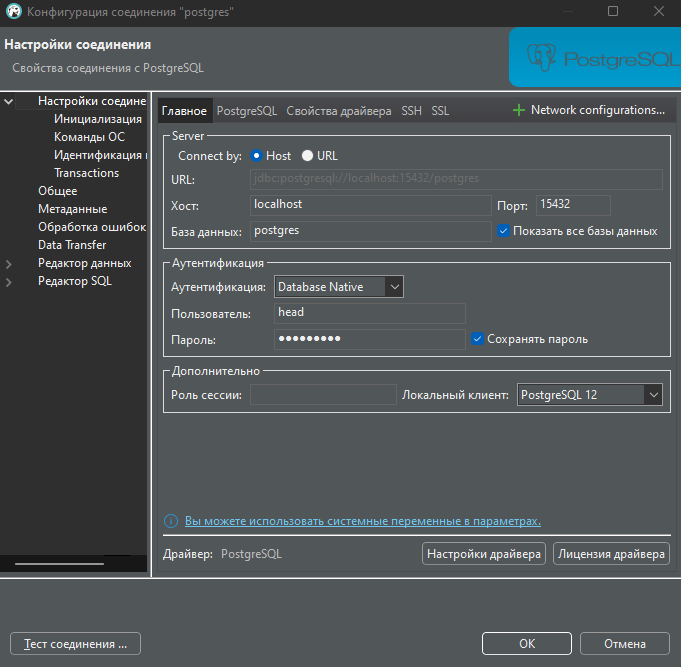 Конфигурация соединения "postgres"
Настройки соединения
Свойства соединения с PostgreSQL
PostgreSQL
Настройки соедине
Инициализация
Команды ОС
Идентификация
Transactions
Общее
Метаданные
Обработка ошибок
Data Transfer
Редактор данных
Редактор SQL
Главное PostgreSQL Свойства драйвера SSH SSL Network configurations...
Server
Connect by: Host URL
URL: jdbc:postgresql://localhost:15432/postgres
Хост: localhost Порт: 15432
База данных: postgres Показать все базы данных
Аутентификация
Аутентификация: Database Native
Пользователь: head
Пароль: ••••••••• Сохранять пароль
Дополнительно
Роль сессии: Локальный клиент: PostgreSQL 12
Вы можете использовать системные переменные в параметрах.
Драйвер: PostgreSQL Настройки драйвера Лицензия драйвера
Тест соединения ... ОК Отмена